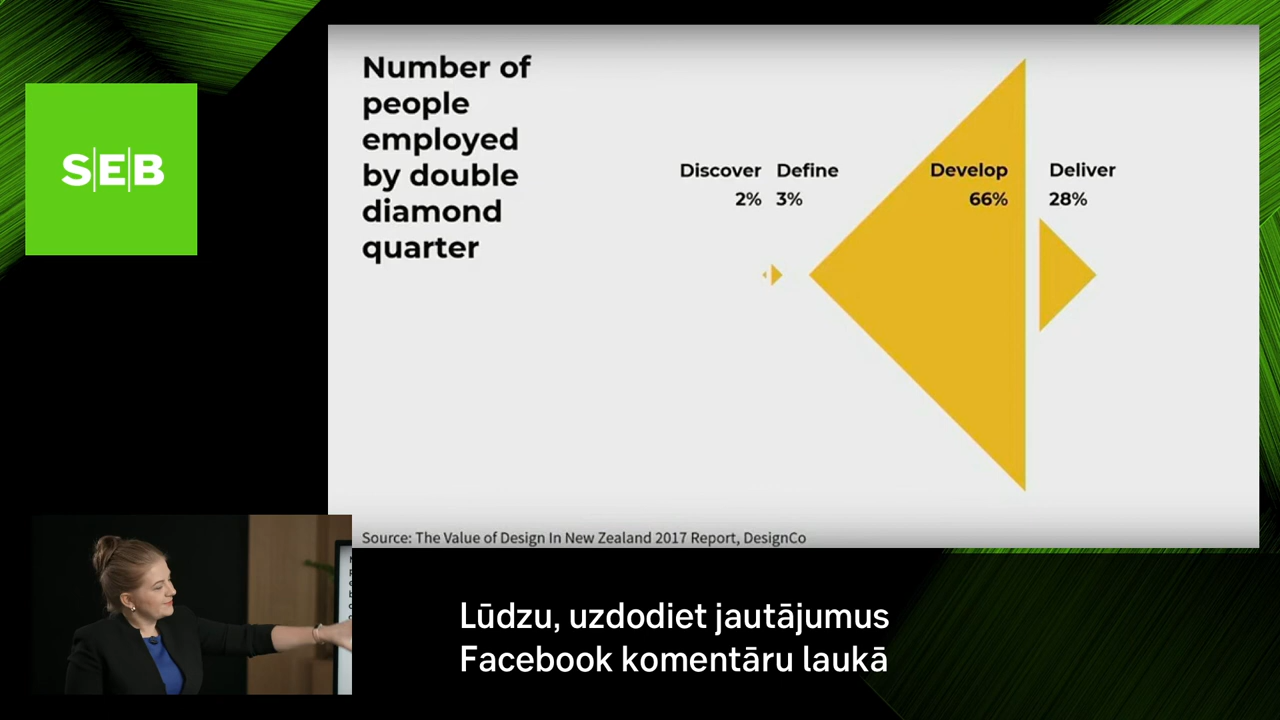 S|E|B
Number of
people
employed
by double
diamond
quarter
Discover Define Develop Deliver
2% 3% 66% 28%
Source: The Value of Design In New Zealand 2017 Report, DesignCo
Lūdzu, uzdodiet jautājumus
Facebook komentāru laukā